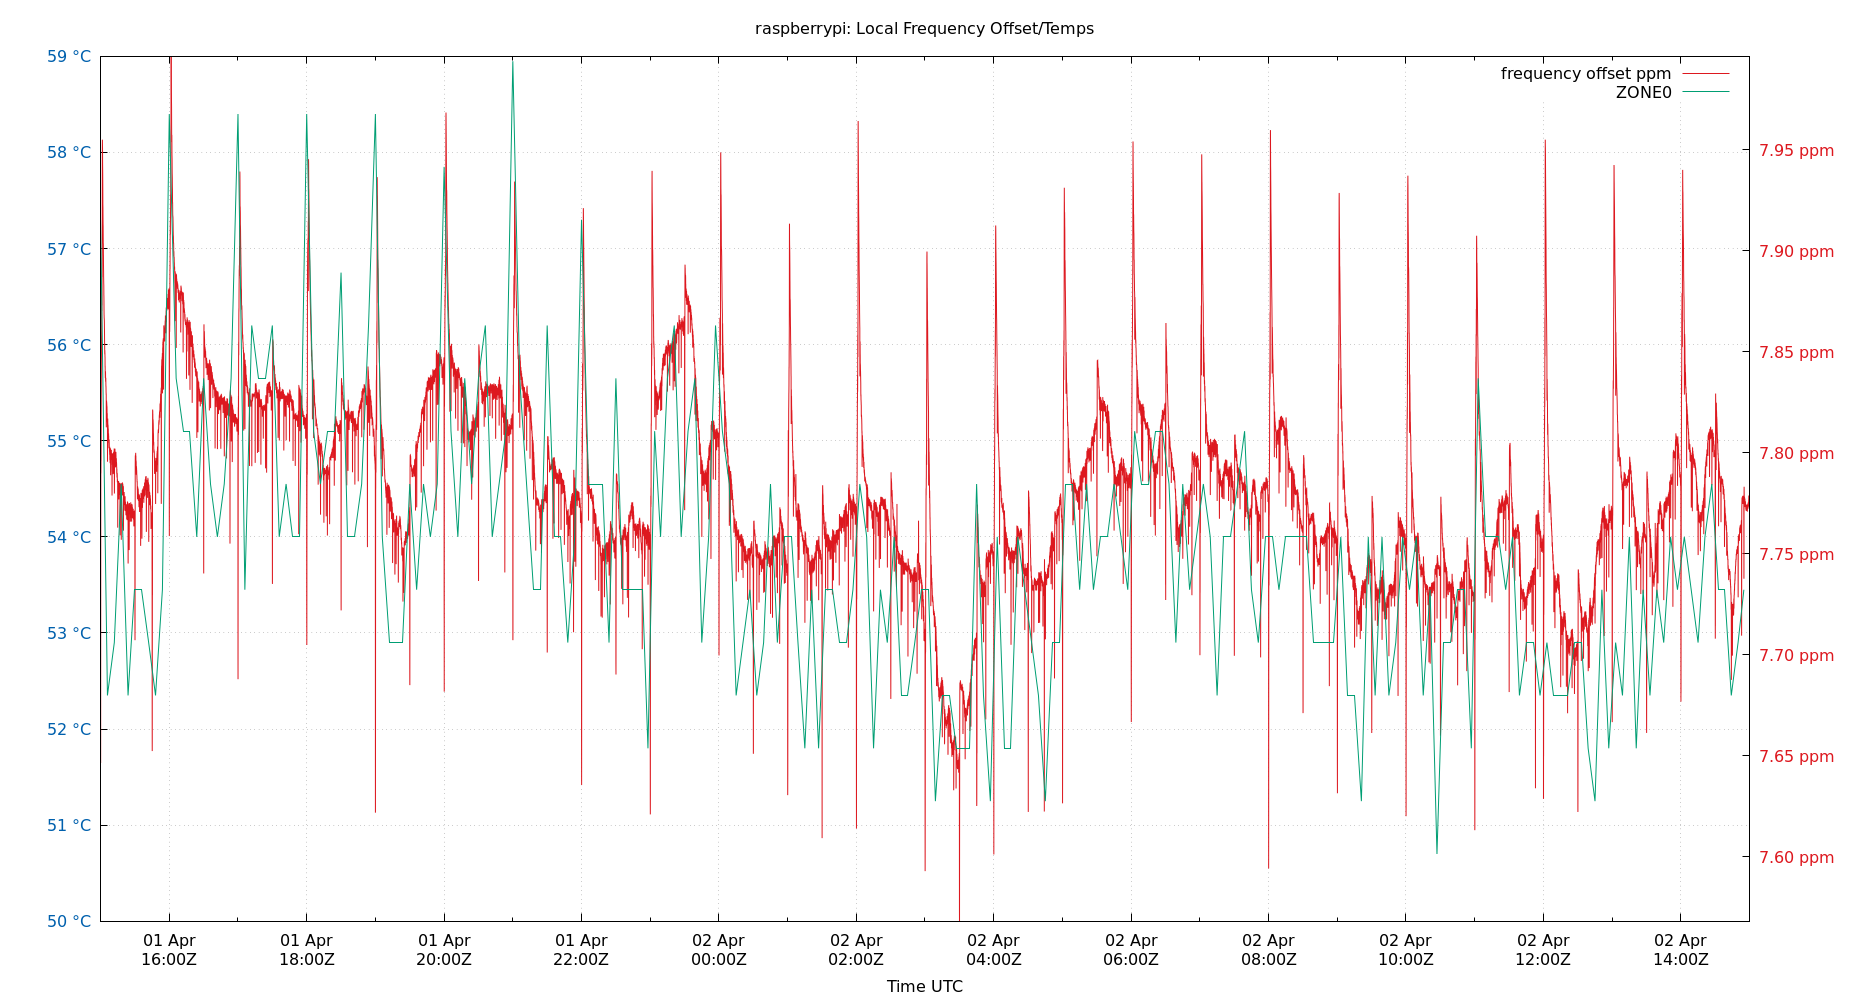 raspberrypi: Local Frequency Offset/Temps
59 °C
58 °C
57 °C
56 °C
55 °C
54 °C
53 °C
52 °C
51 °C
50 °C
frequency offset ppm
ZONE0
7.95 ppm
7.90 ppm
7.85 ppm
7.80 ppm
7.75 ppm
7.70 ppm
7.65 ppm
7.60 ppm
01 Apr
16:00Z
01 Apr
18:00Z
01 Apr
20:00Z
01 Apr
22:00Z
02 Apr
00:00Z
02 Apr
02:00Z
02 Apr
04:00Z
02 Apr
06:00Z
02 Apr
08:00Z
02 Apr
10:00Z
02 Apr
12:00Z
02 Apr
14:00Z
Time UTC